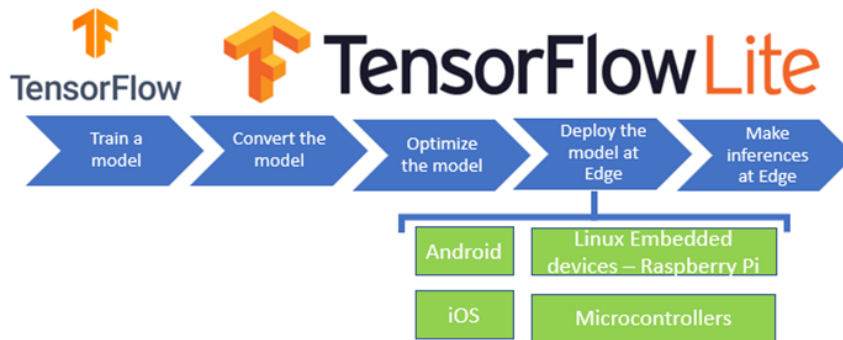 TensorFlow
TensorFlow Lite
Train a
model
Convert the
model
Optimize
the model
Deploy the
model at
Edge
Make
inferences
at Edge
Android
Linux Embedded
devices – Raspberry Pi
iOS
Microcontrollers